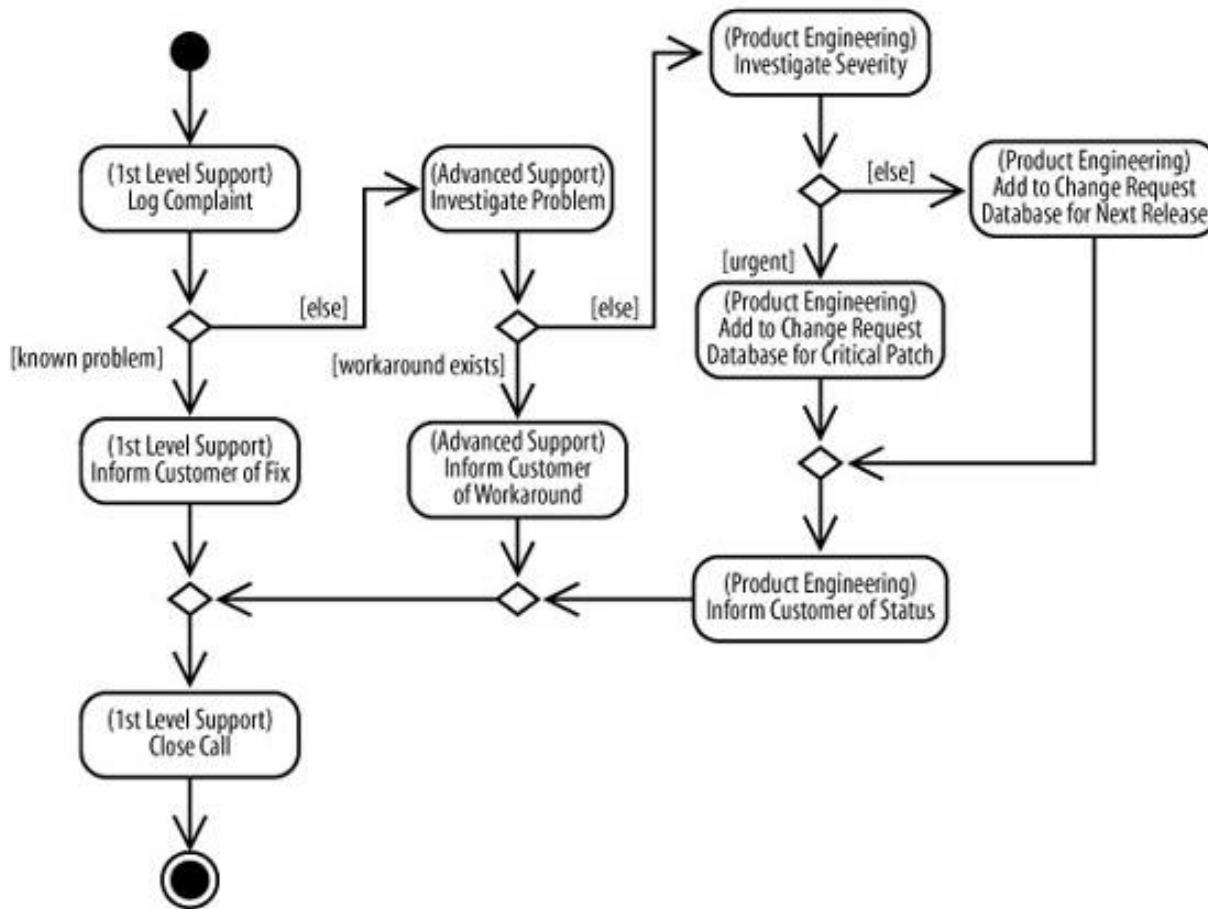 (Product Engineering)
Investigate Severity
(1st Level Support)
Log Complaint
(Advanced Support)
Investigate Problem
[else]
(Product Engineering)
Add to Change Request
Database for Next Release
[urgent]
[else]
[else]
(Product Engineering)
Add to Change Request
Database for Critical Patch
[known problem]
[workaround exists]
(1st Level Support)
Inform Customer of Fix
(Advanced Support)
Inform Customer
of Workaround
(Product Engineering)
Inform Customer of Status
(1st Level Support)
Close Call